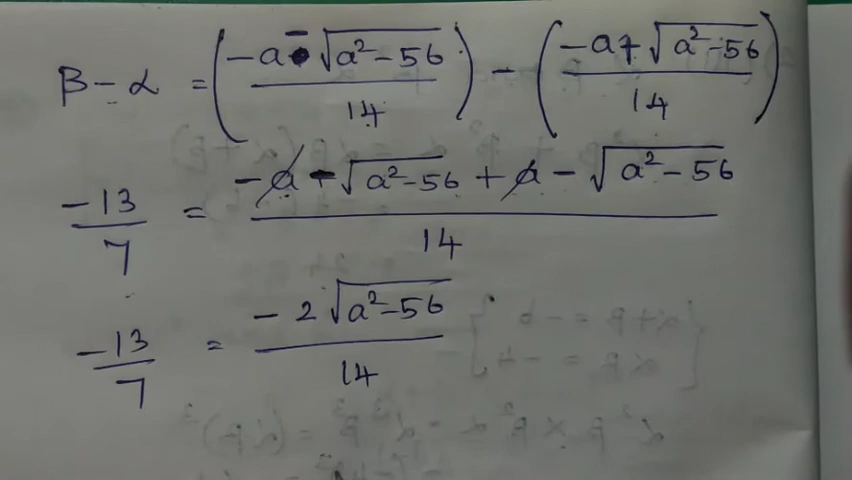 β - α = (-a - √(a² - 56) / 14) - (-a + √(a² - 56) / 14)
-13/7 = (-a - √(a² - 56) + a - √(a² - 56)) / 14
-13/7 = -2√(a² - 56) / 14